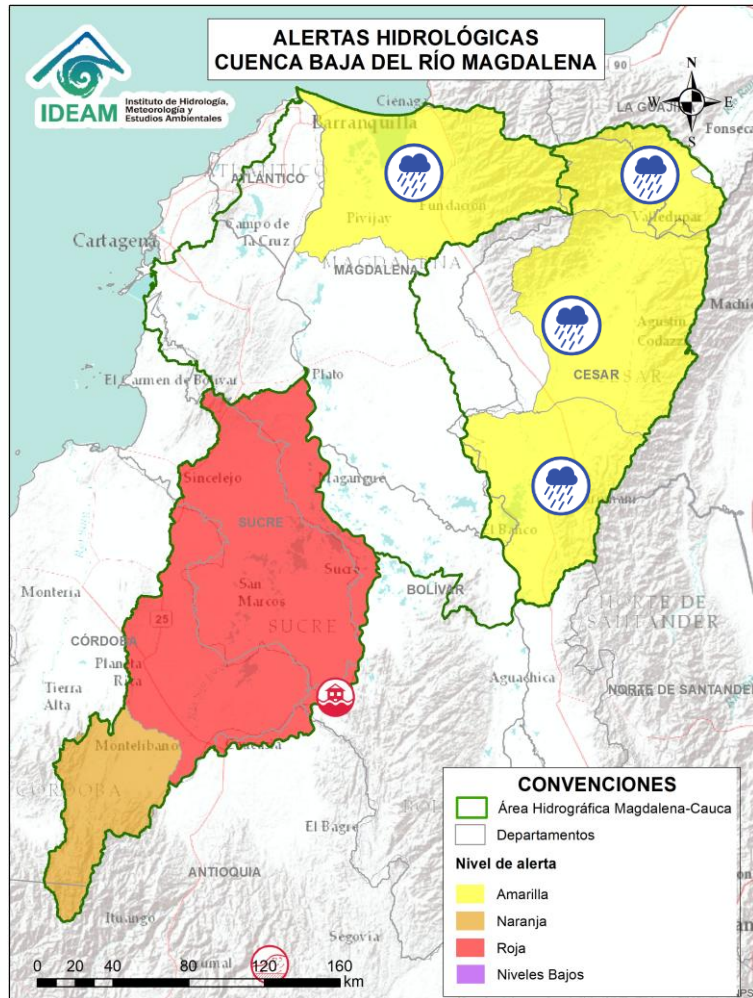 ALERTAS HIDROLÓGICAS
CUENCA BAJA DEL RÍO MAGDALENA
IDEAM
Instituto de Hidrología,
Meteorología y
Estudios Ambientales
90
N
W
E
S
LA GUAJI
Fonseca
Ciénaga
Barranquilla
ATLÁNTICO
Fundación
Pivijay
Valledupar
Cartagena
Campo de
la Cruz
MAGDALENA
MAGDALENA
Agustín
Codazzi
CESAR
El Carmen de Bolívar
Plato
Sincelejo
Magangue
SUCRE
El Banco
Sucre
San
Marcos
BOLÍVAR
Montería
SUCRE
25
CÓRDOBA
Planeta
Rica
NORTE DE
SANTANDER
Tierra
Alta
Aguachica
NORTE DE SANTANDER
Montelibano
El Bagre
ANTIOQUIA
Ituango
Segovia
0 20 40 80 120 160
km
CONVENCIONES
Área Hidrográfica Magdalena-Cauca
Departamentos
Nivel de alerta
Amarilla
Naranja
Roja
Niveles Bajos